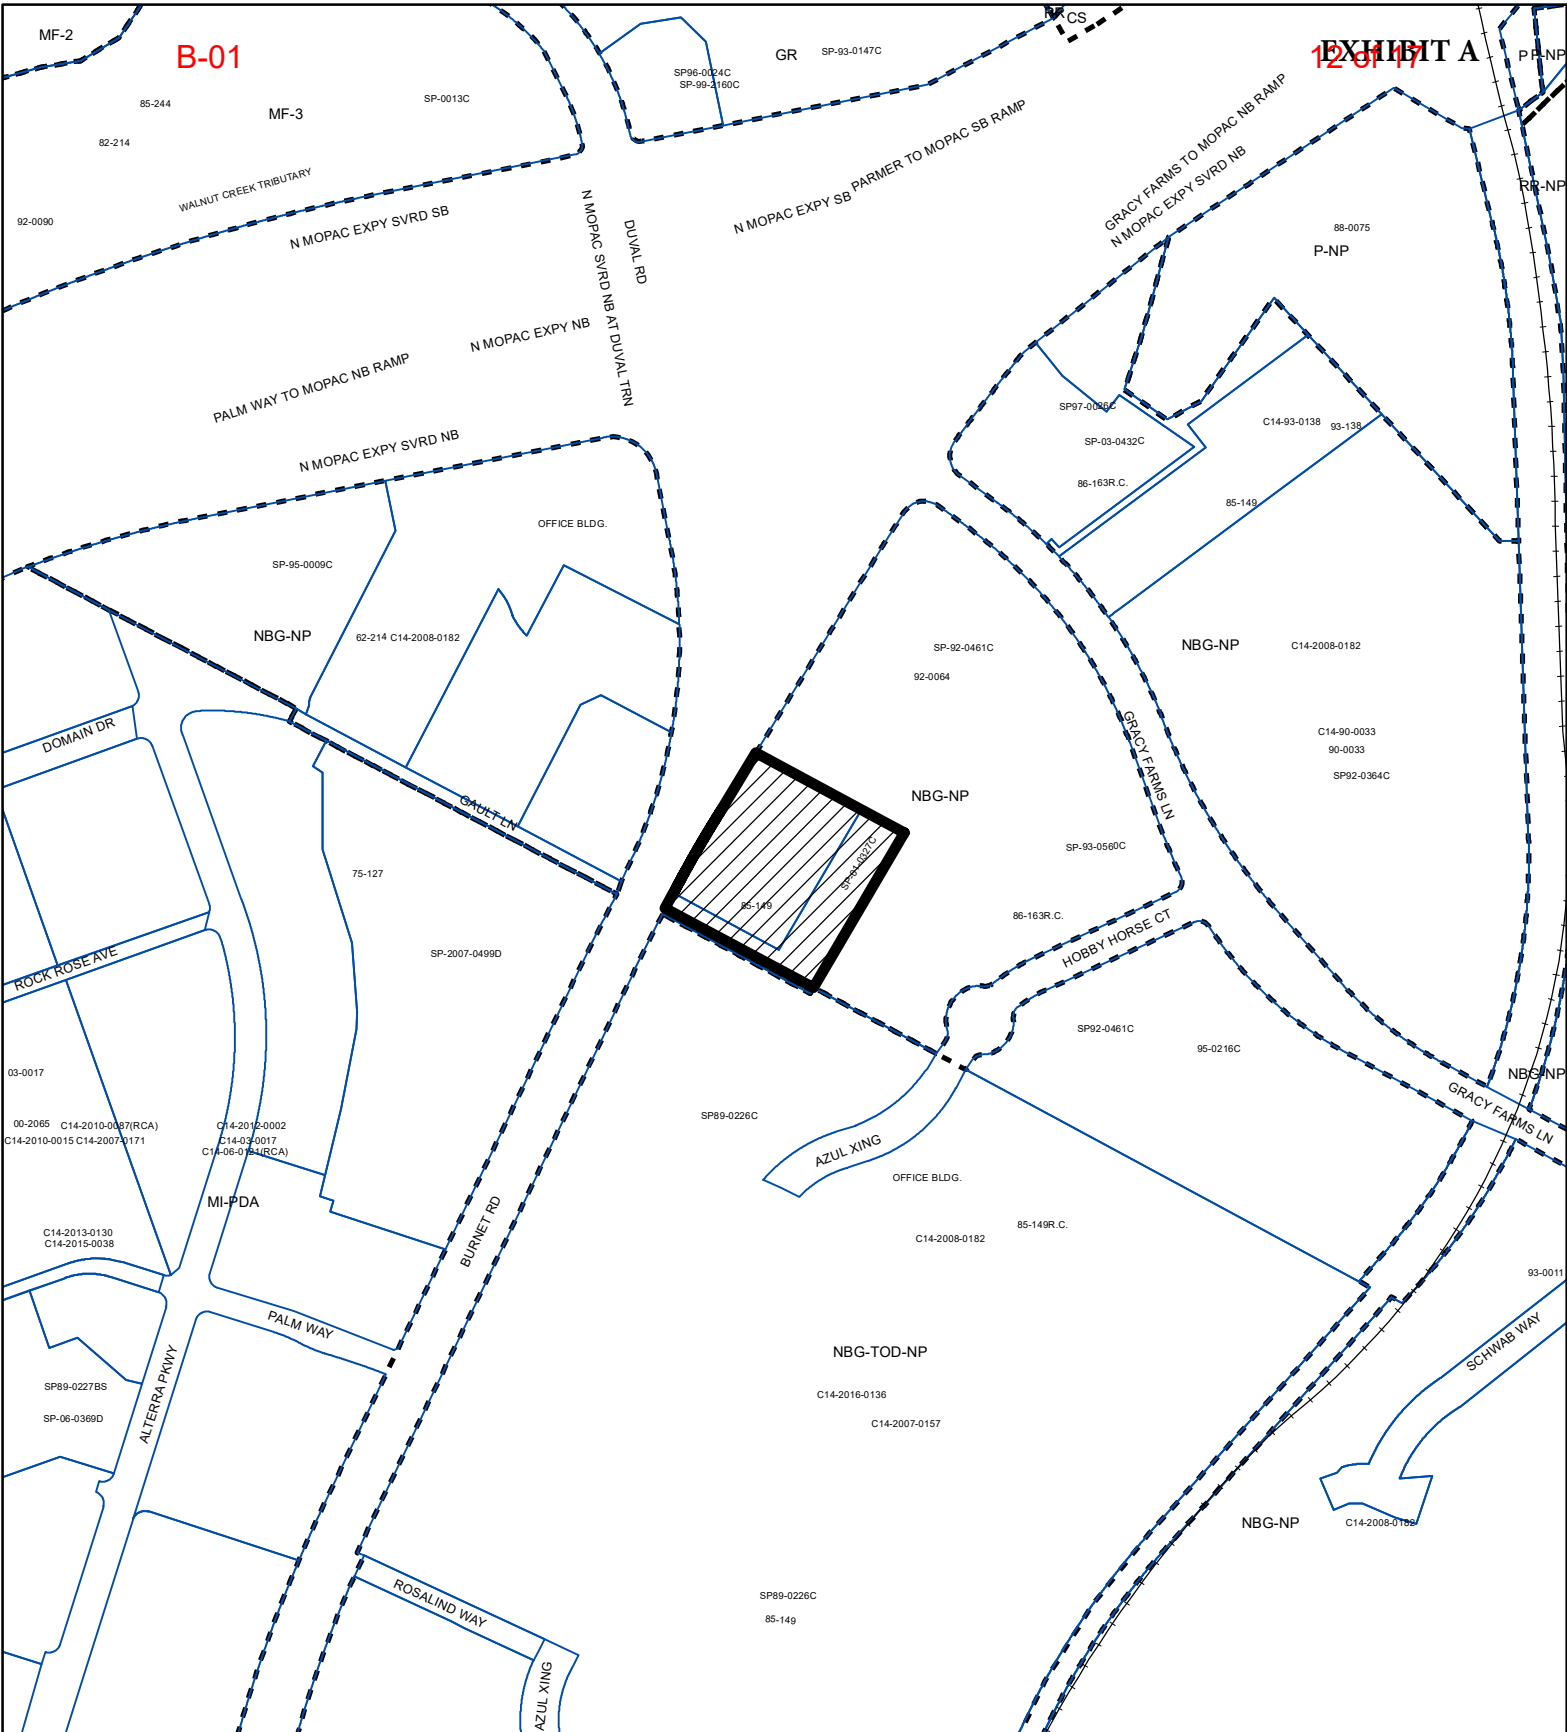 B-01
EXHIBIT A
12 of 17
MF-2
RR
CS
GR
SP-93-0147C
SP96-0024C
SP-99-2160C
P
PF-NP
85-244
MF-3
SP-0013C
82-214
WALNUT CREEK TRIBUTARY
92-0090
N MOPAC EXPY SVRD SB
N MOPAC SVRD NB AT DUVAL TRN
DUVAL RD
N MOPAC EXPY SB
PARMER TO MOPAC SB RAMP
GRACY FARMS TO MOPAC NB RAMP
N MOPAC EXPY SVRD NB
RR-NP
88-0075
P-NP
N MOPAC EXPY NB
PALM WAY TO MOPAC NB RAMP
N MOPAC EXPY SVRD NB
SP97-0026C
SP-03-0432C
C14-93-0138
93-138
86-163R.C.
85-149
OFFICE BLDG.
SP-95-0009C
NBG-NP
62-214
C14-2008-0182
SP-92-0461C
92-0064
NBG-NP
C14-2008-0182
DOMAIN DR
GRACY FARMS LN
C14-90-0033
90-0033
SP92-0364C
GAULT LN
NBG-NP
SP-01-0327C
SP-93-0560C
75-127
85-149
86-163R.C.
HOBBY HORSE CT
SP-2007-0499D
ROCK ROSE AVE
SP92-0461C
95-0216C
03-0017
NBG-NP
GRACY FARMS LN
00-2065
C14-2010-0087(RCA)
C14-2010-0015
C14-2007-0171
C14-2012-0002
C14-03-0017
C14-06-0121(RCA)
SP89-0226C
AZUL XING
OFFICE BLDG.
MI-PDA
BURNET RD
85-149R.C.
C14-2008-0182
C14-2013-0130
C14-2015-0038
93-0011
PALM WAY
NBG-TOD-NP
SCHWAB WAY
ALTERRA PKWY
SP89-0227BS
SP-06-0369D
C14-2016-0136
C14-2007-0157
NBG-NP
C14-2008-0182
ROSALIND WAY
SP89-0226C
85-149
AZUL XING